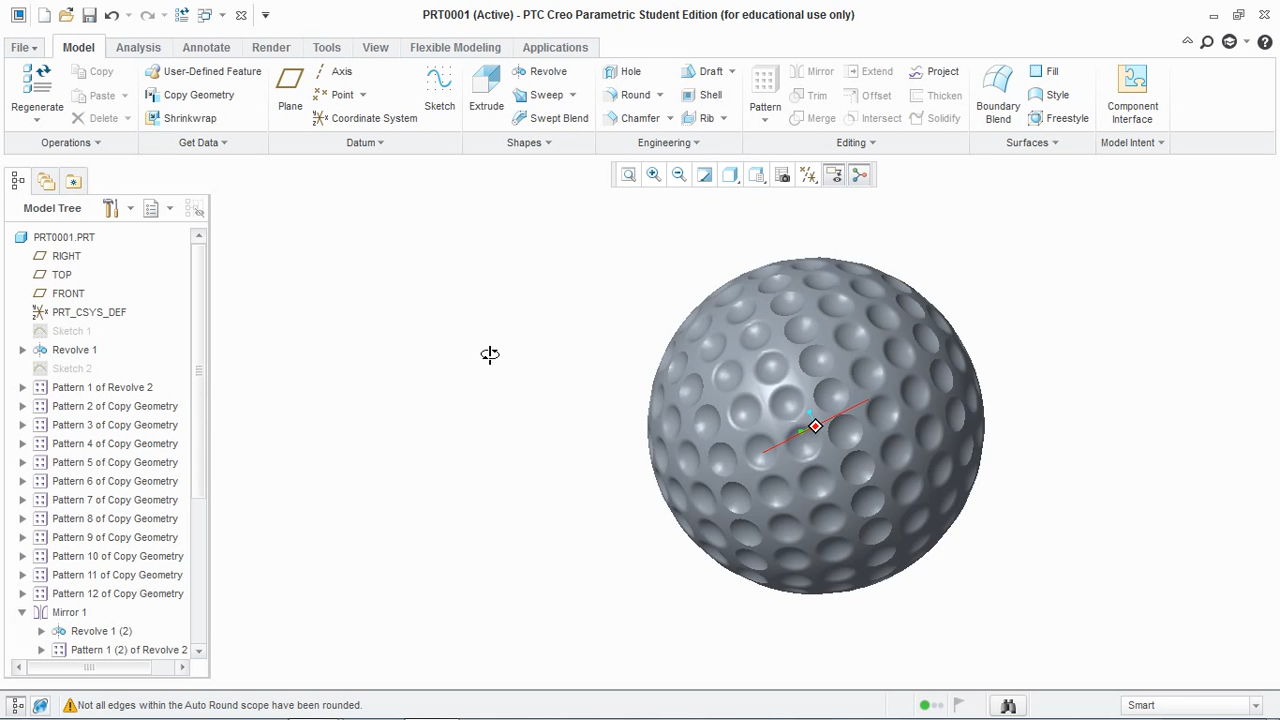 PRT0001 (Active) - PTC Creo Parametric Student Edition (for educational use only)
File Model Analysis Annotate Render Tools View Flexible Modeling Applications
Regenerate
Copy
Paste
Delete
Operations
User-Defined Feature
Copy Geometry
Shrinkwrap
Get Data
Plane
Axis
Point
Coordinate System
Sketch
Datum
Extrude
Revolve
Sweep
Swept Blend
Shapes
Hole
Round
Chamfer
Draft
Shell
Rib
Engineering
Pattern
Mirror
Trim
Merge
Extend
Offset
Intersect
Project
Thicken
Solidify
Editing
Boundary
Blend
Fill
Style
Freestyle
Surfaces
Component
Interface
Model Intent
Model Tree
PRT0001.PRT
RIGHT
TOP
FRONT
PRT_CSYS_DEF
Sketch 1
Revolve 1
Sketch 2
Pattern 1 of Revolve 2
Pattern 2 of Copy Geometry
Pattern 3 of Copy Geometry
Pattern 4 of Copy Geometry
Pattern 5 of Copy Geometry
Pattern 6 of Copy Geometry
Pattern 7 of Copy Geometry
Pattern 8 of Copy Geometry
Pattern 9 of Copy Geometry
Pattern 10 of Copy Geometry
Pattern 11 of Copy Geometry
Pattern 12 of Copy Geometry
Mirror 1
Revolve 1 (2)
Pattern 1 (2) of Revolve 2
Not all edges within the Auto Round scope have been rounded.
Smart